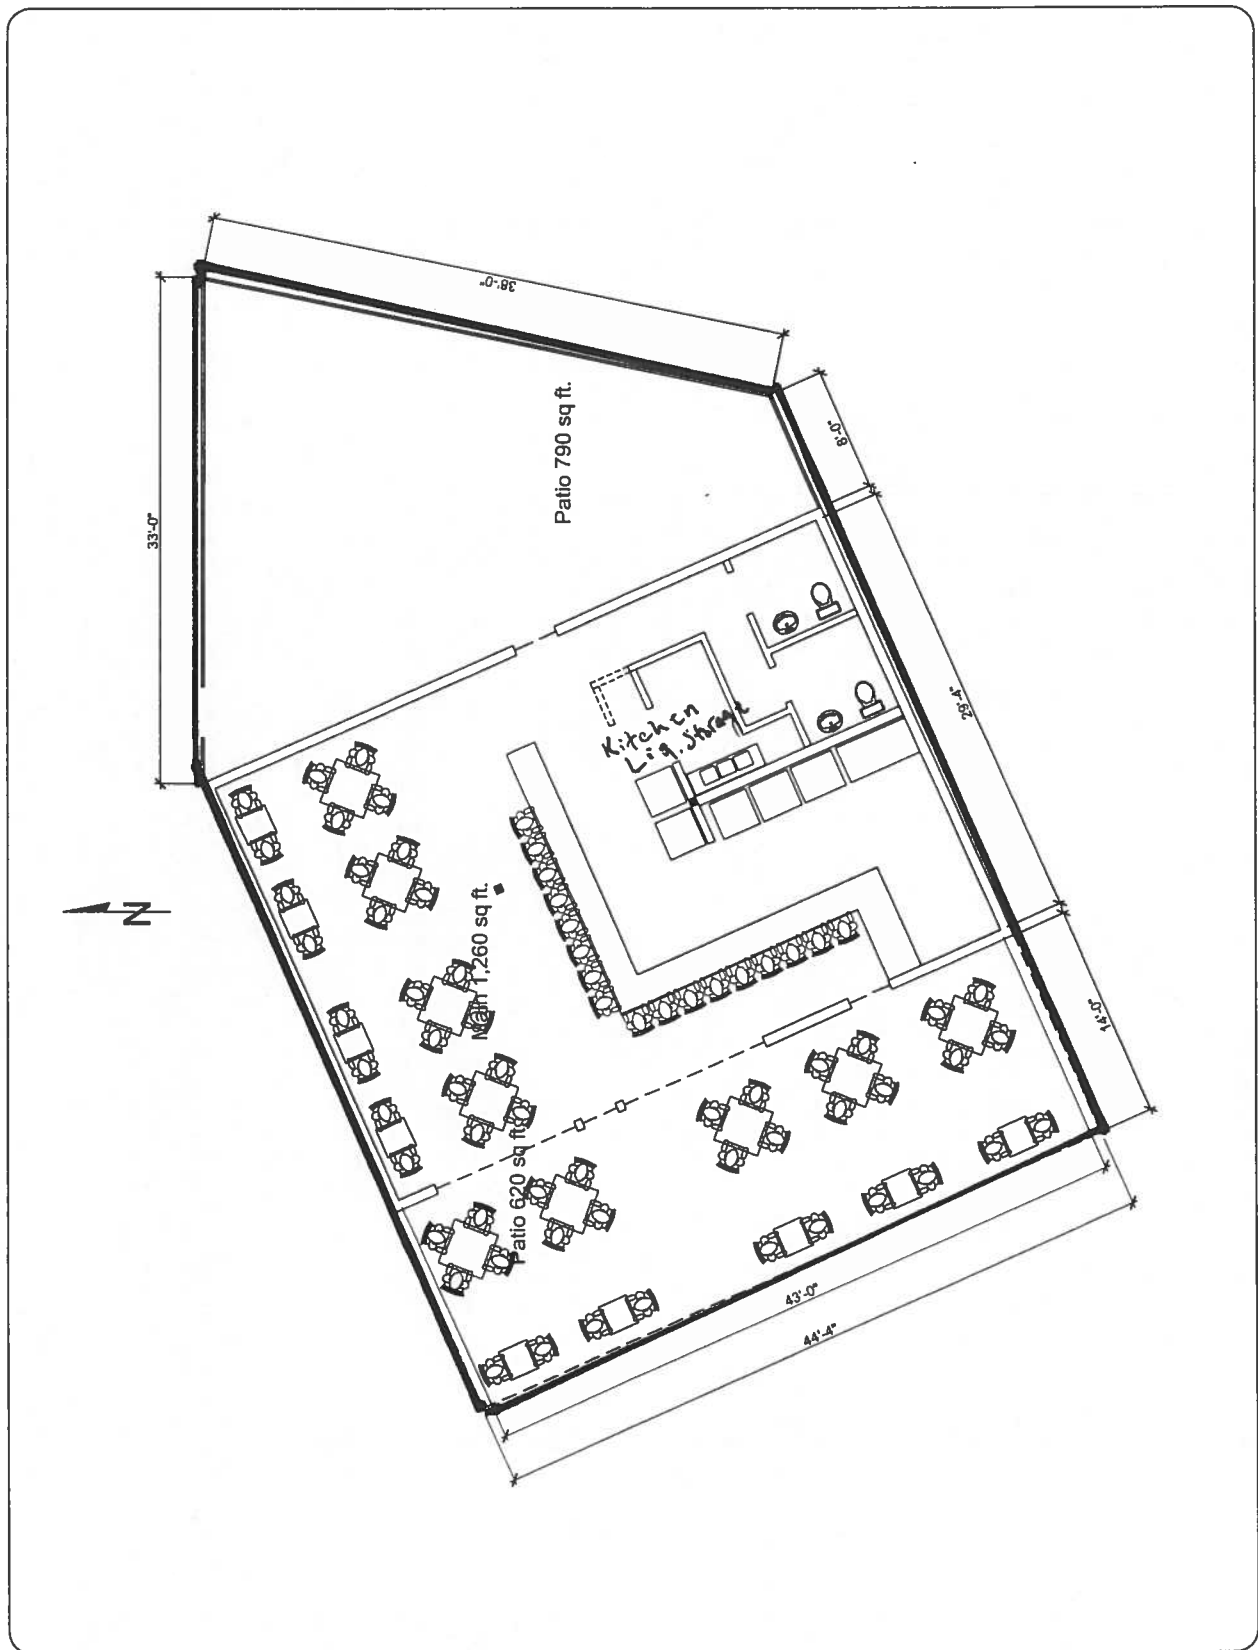 38'-0"
33'-0"
Patio 790 sq ft.
8'-0"
29'-4"
Kitchen
Liq. Storage
N
Main 1,260 sq ft.
14'-0"
Patio 620 sq ft.
43'-0"
44'-4"